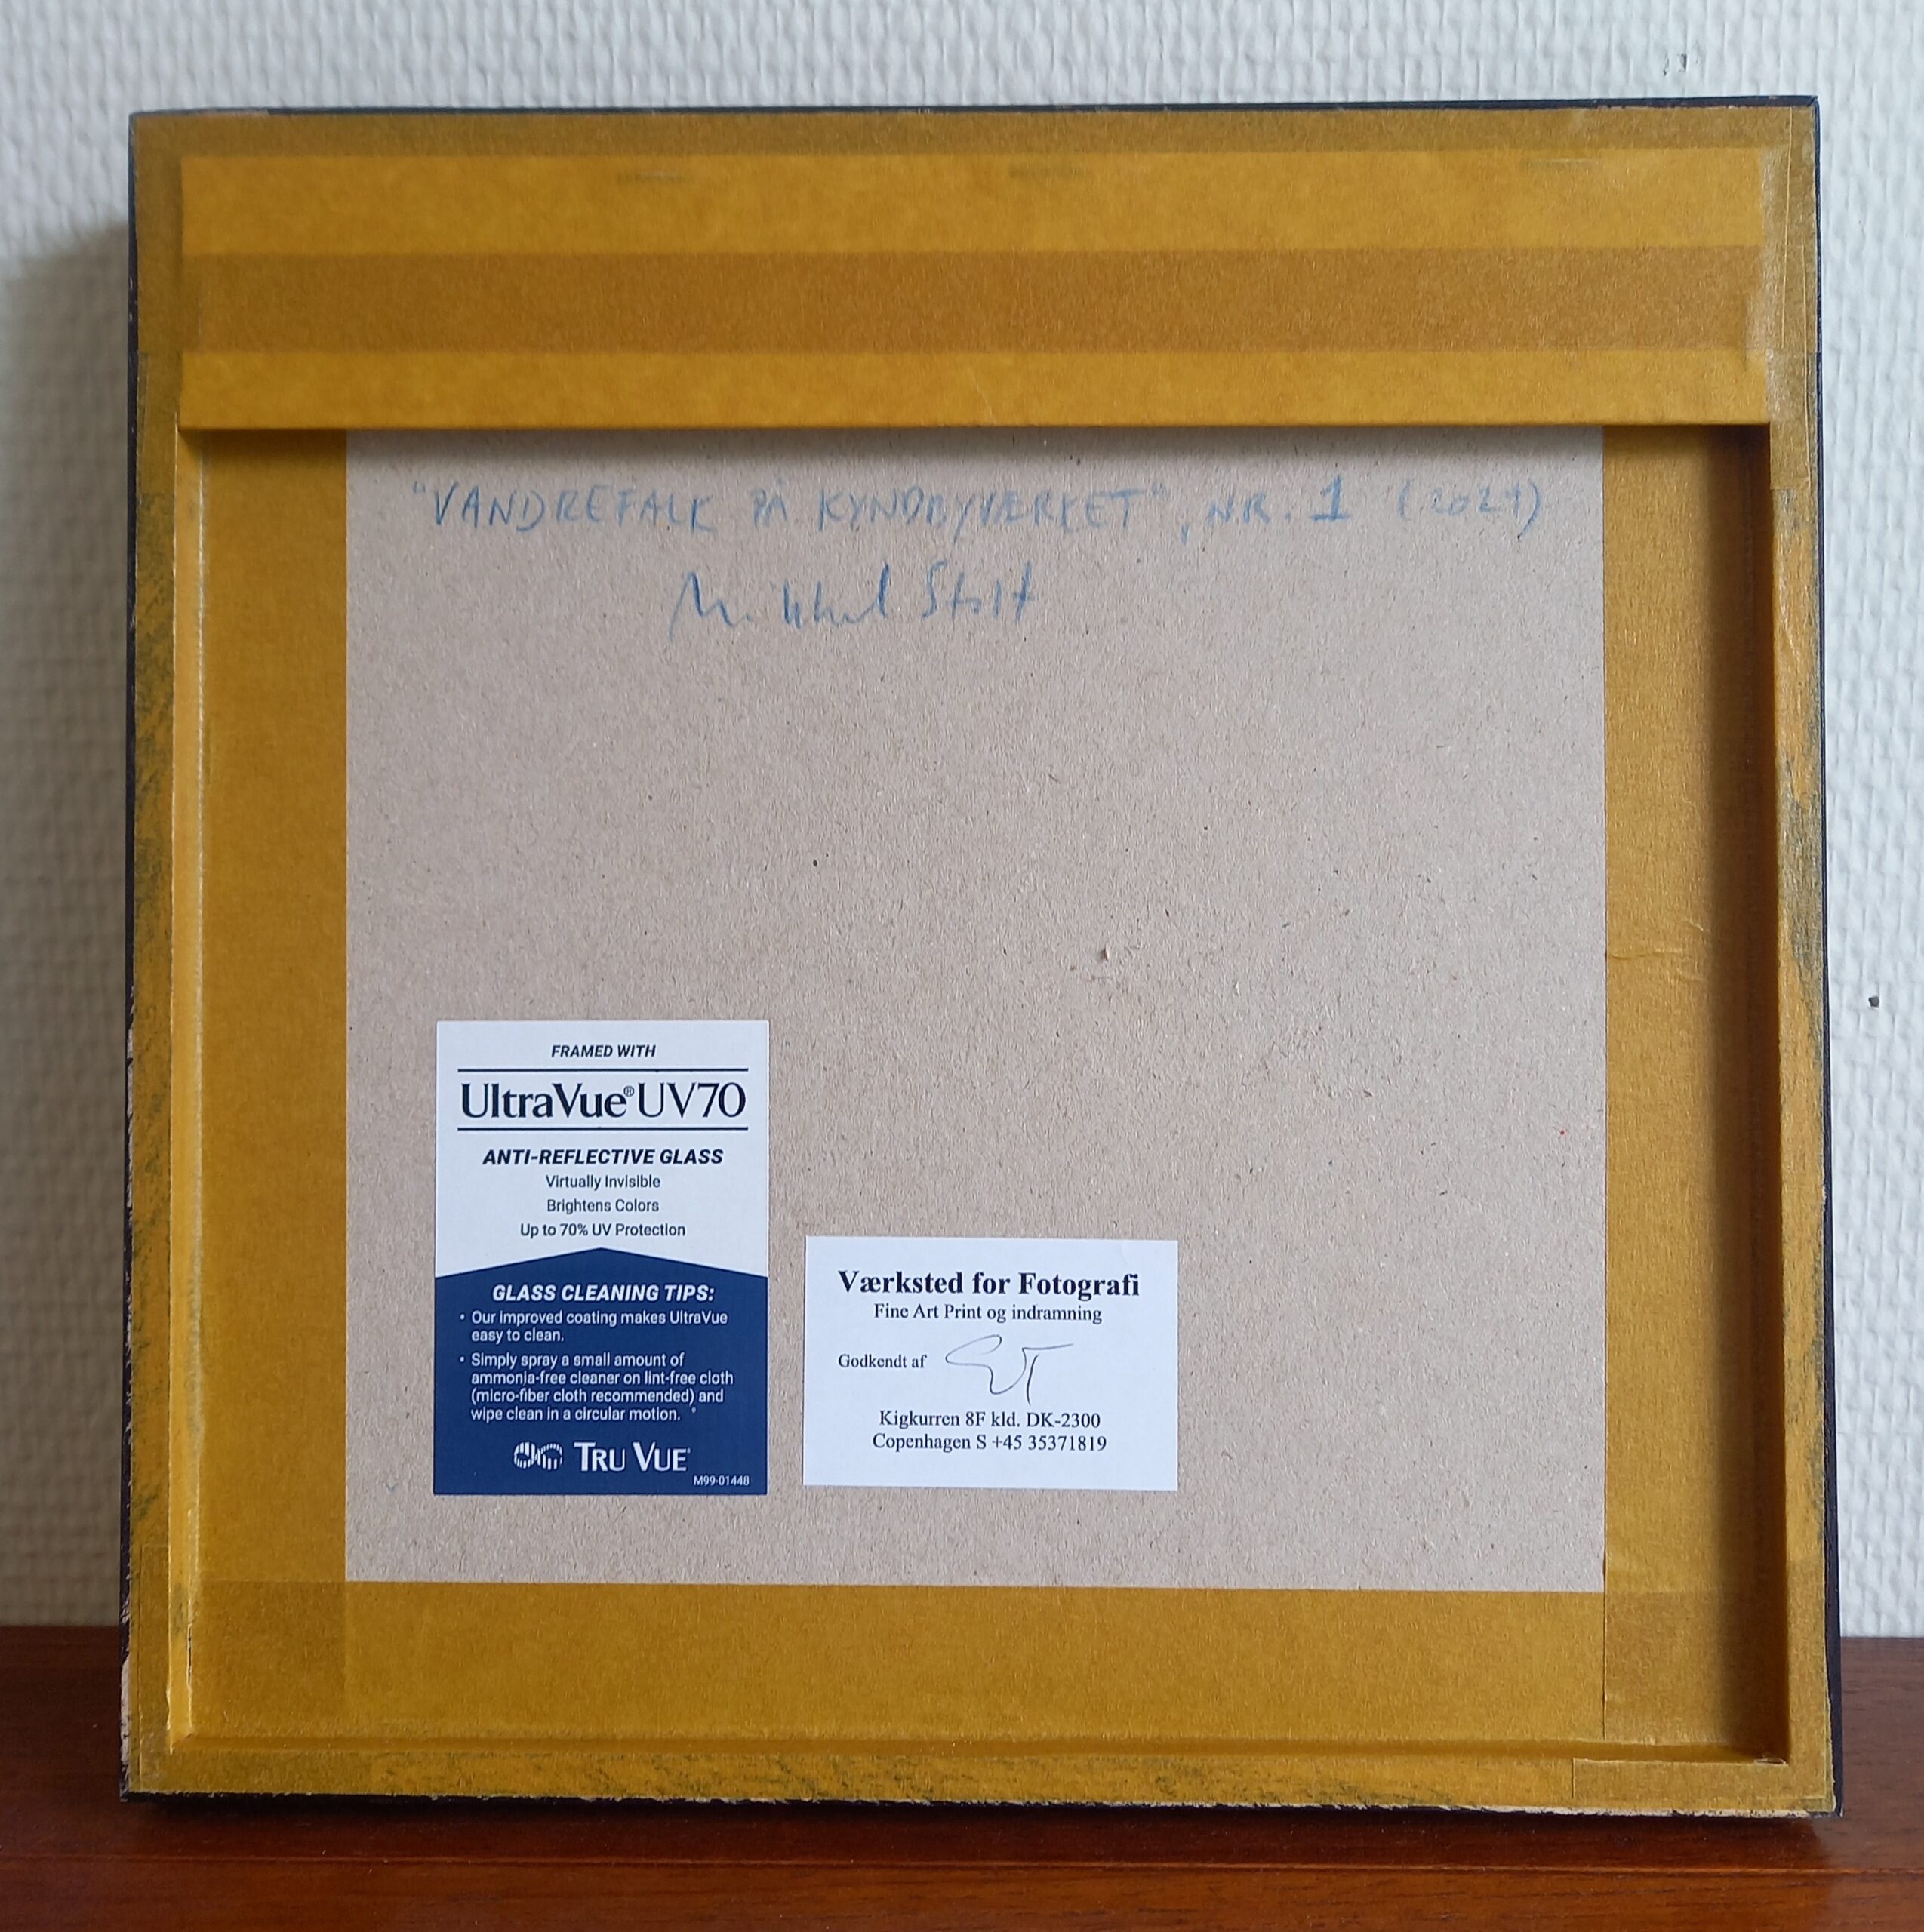 "VANDREFALK PÅ KYNDBYVÆRKET", NR. 1 (2021)
Mikkel Stolt
FRAMED WITH
UltraVue® UV70
ANTI-REFLECTIVE GLASS
Virtually Invisible
Brightens Colors
Up to 70% UV Protection
GLASS CLEANING TIPS:
• Our improved coating makes UltraVue
easy to clean.
• Simply spray a small amount of
ammonia-free cleaner on lint-free cloth
(micro-fiber cloth recommended) and
wipe clean in a circular motion.
TRU VUE®
M99-01448
Værksted for Fotografi
Fine Art Print og indramning
Godkendt af
Kigkurren 8F kld. DK-2300
Copenhagen S +45 35371819